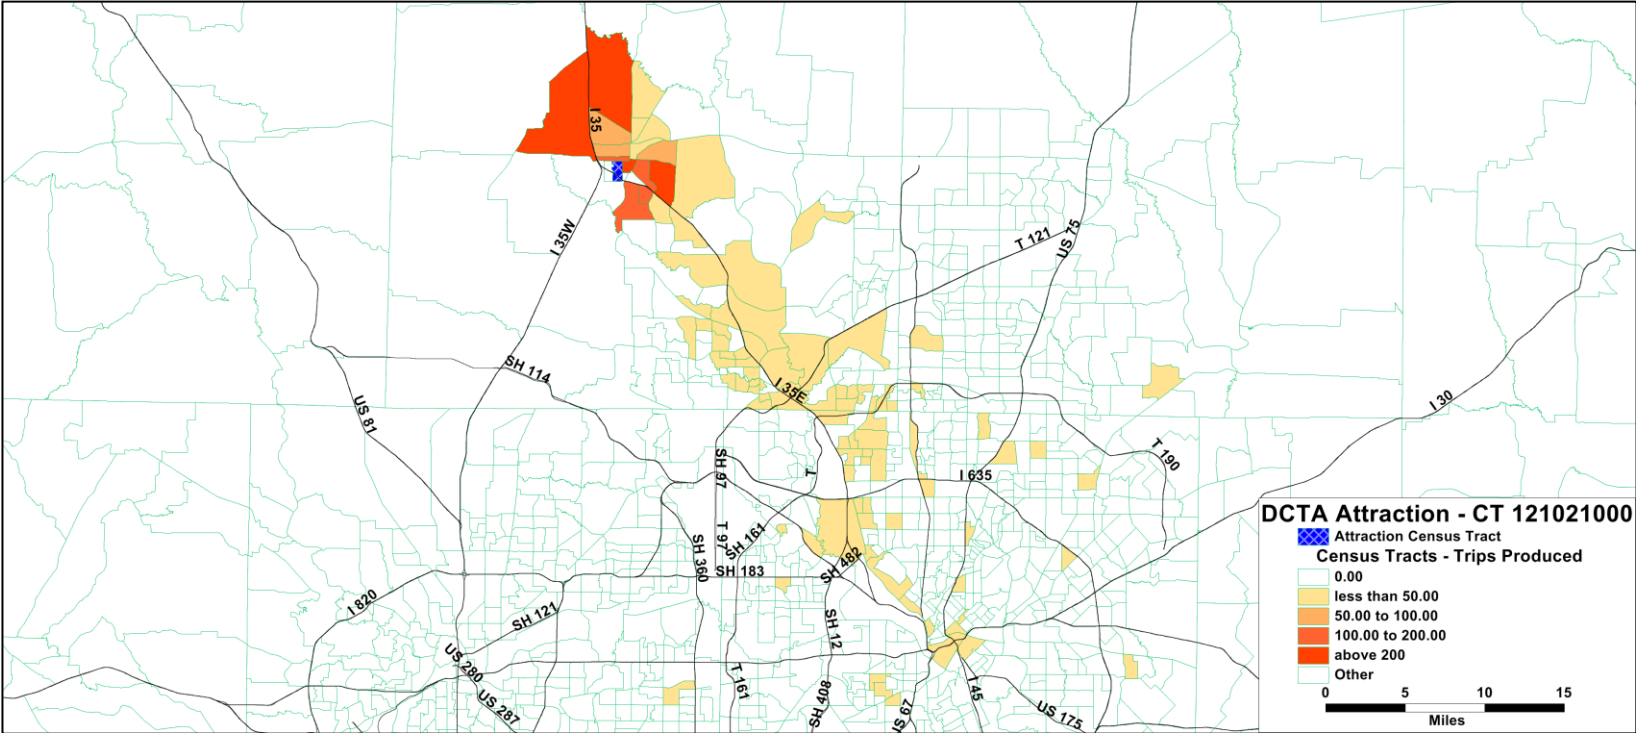 I 35
I 35W
T 121
US 75
SH 114
I 35E
I 30
US 81
T 190
SH 97
T
I 635
T 97
SH 161
SH 360
SH 183
SH 482
I 820
SH 121
SH 12
US 280
T 161
I 45
US 287
SH 408
US 67
US 175
DCTA Attraction - CT 121021000
Attraction Census Tract
Census Tracts - Trips Produced
0.00
less than 50.00
50.00 to 100.00
100.00 to 200.00
above 200
Other
0 5 10 15
Miles